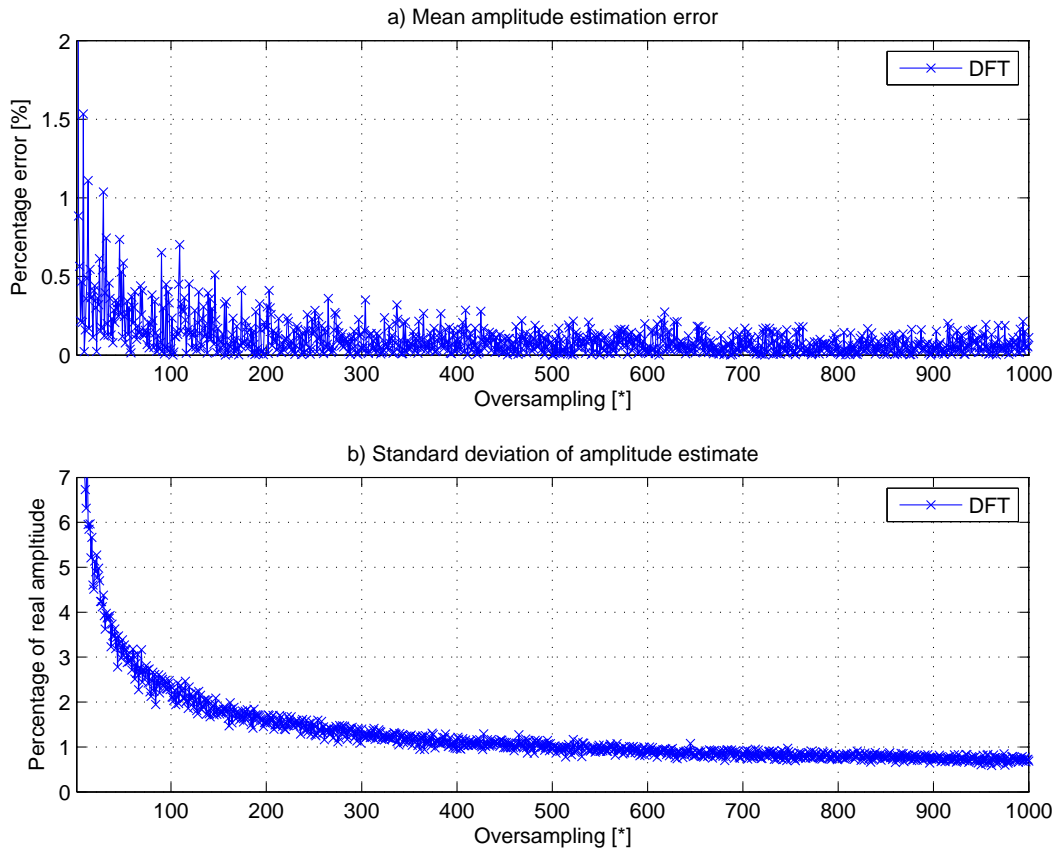 a) Mean amplitude estimation error
2
1.5
1
0.5
0
Percentage error [%]
DFT
100 200 300 400 500 600 700 800 900 1000
Oversampling [*]
b) Standard deviation of amplitude estimate
7
6
5
4
3
2
1
0
Percentage of real ampltiude
DFT
100 200 300 400 500 600 700 800 900 1000
Oversampling [*]